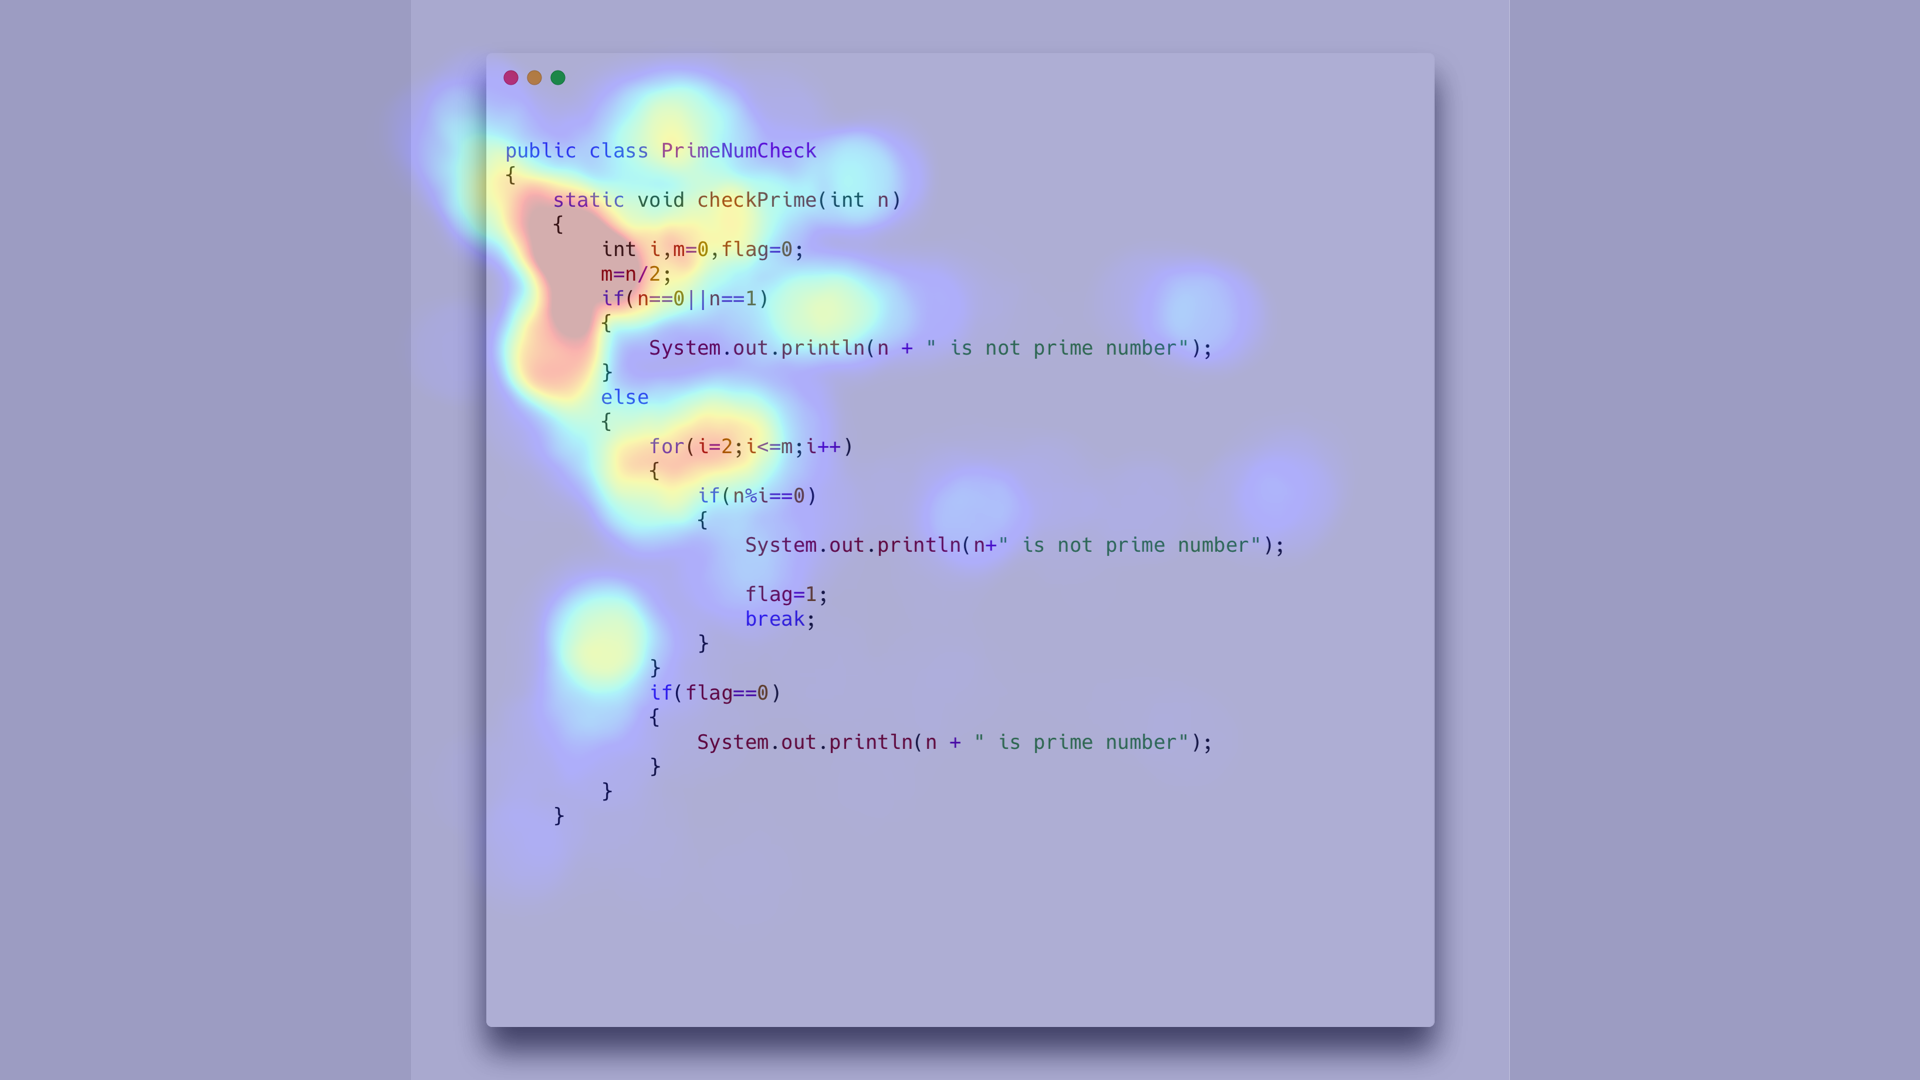 public class PrimeNumCheck
{
    static void checkPrime(int n)
    {
        int i,m=0,flag=0;
        m=n/2;
        if(n==0||n==1)
        {
            System.out.println(n + " is not prime number");
        }
        else
        {
            for(i=2;i<=m;i++)
            {
                if(n%i==0)
                {
                    System.out.println(n+" is not prime number");

                    flag=1;
                    break;
                }
            }
            if(flag==0)
            {
                System.out.println(n + " is prime number");
            }
        }
    }